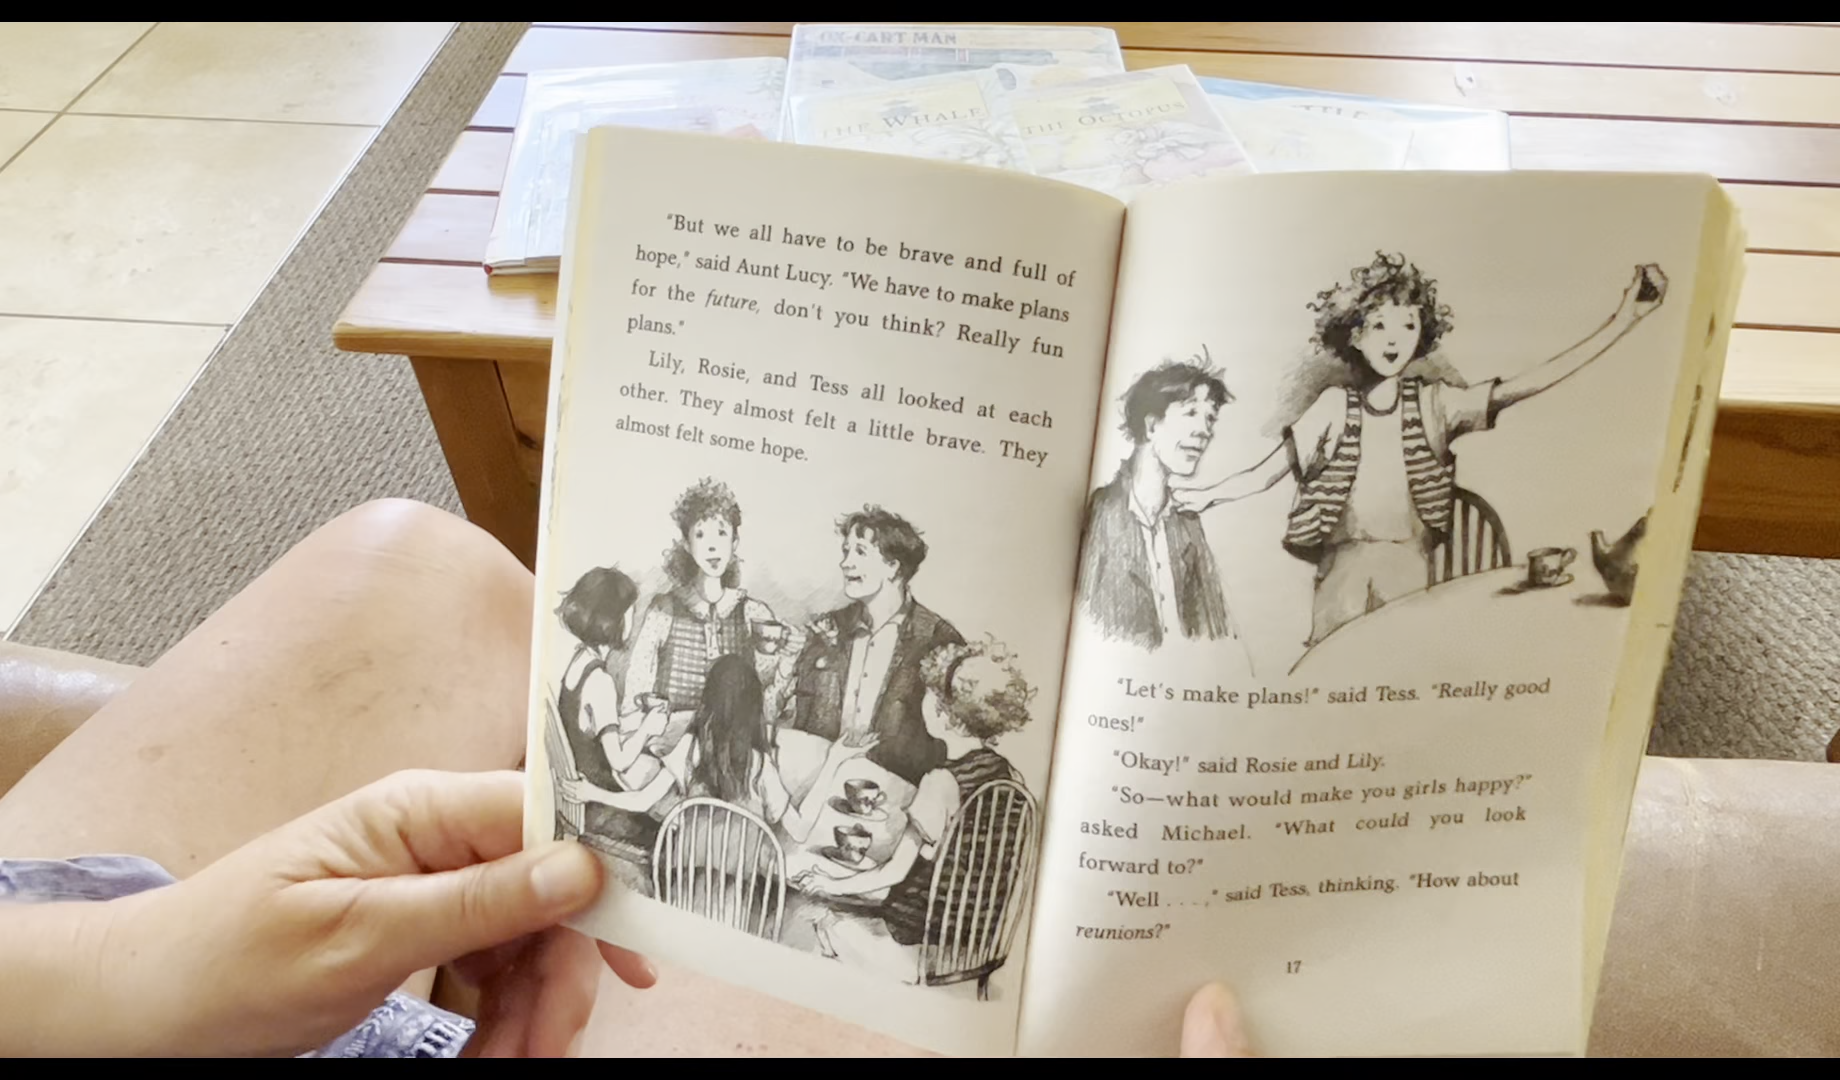 OX-CART MAN
THE WHALE
THE OCTOPUS
"But we all have to be brave and full of
hope," said Aunt Lucy. "We have to make plans
for the future, don't you think? Really fun
plans."
Lily, Rosie, and Tess all looked at each
other. They almost felt a little brave. They
almost felt some hope.
"Let's make plans!" said Tess. "Really good
ones!"
"Okay!" said Rosie and Lily.
"So—what would make you girls happy?"
asked Michael. "What could you look
forward to?"
"Well . . . ," said Tess, thinking. "How about
reunions?"
17